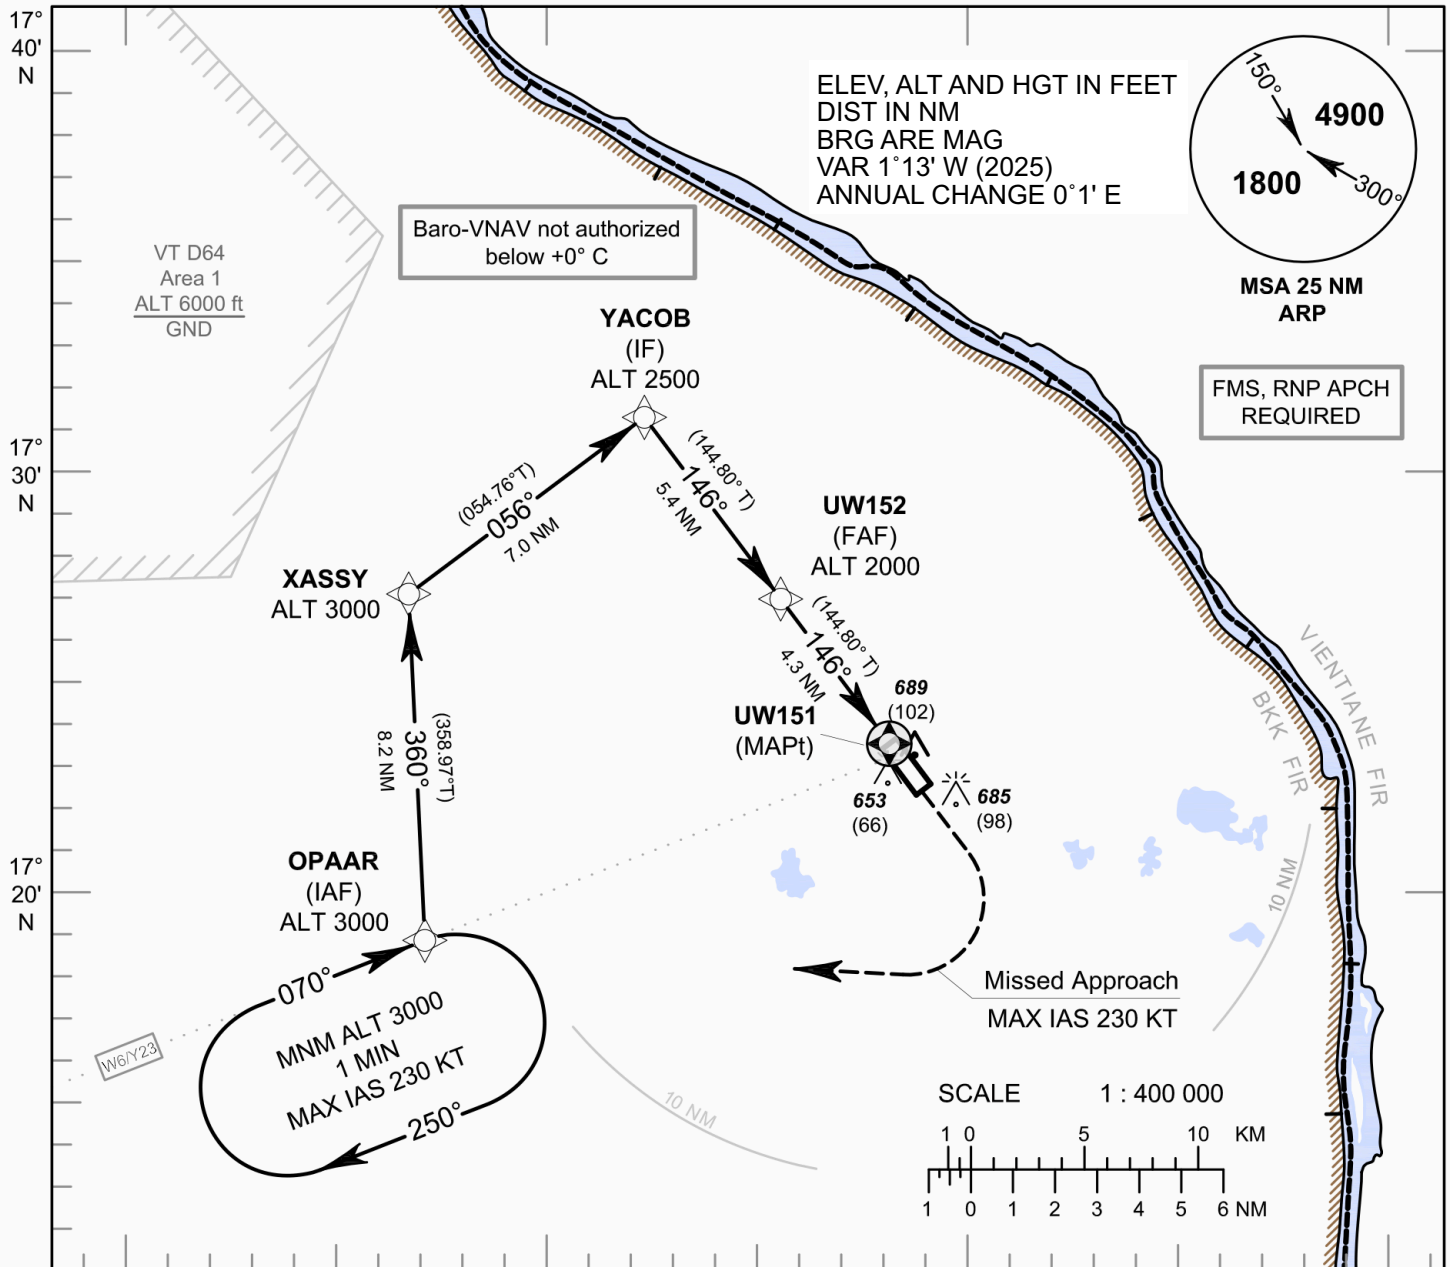 17°
40'
N
ELEV, ALT AND HGT IN FEET
DIST IN NM
BRG ARE MAG
VAR 1°13' W (2025)
ANNUAL CHANGE 0°1' E
150°
4900
1800
300°
MSA 25 NM
ARP
Baro-VNAV not authorized
below +0° C
VT D64
Area 1
ALT 6000 ft
GND
YACOB
(IF)
ALT 2500
FMS, RNP APCH
REQUIRED
17°
30'
N
(054.76°T)
056°
7.0 NM
(144.80° T)
146°
5.4 NM
UW152
(FAF)
ALT 2000
XASSY
ALT 3000
(144.80° T)
146°
4.3 NM
VIENTIANE FIR
BKK FIR
689
(102)
UW151
(MAPt)
653
(66)
685
(98)
(358.97°T)
360°
8.2 NM
17°
20'
N
OPAAR
(IAF)
ALT 3000
10 NM
070°
MNM ALT 3000
1 MIN
MAX IAS 230 KT
250°
W6/Y23
Missed Approach
MAX IAS 230 KT
10 NM
SCALE 1 : 400 000
1 0 5 10 KM
1 0 1 2 3 4 5 6 NM